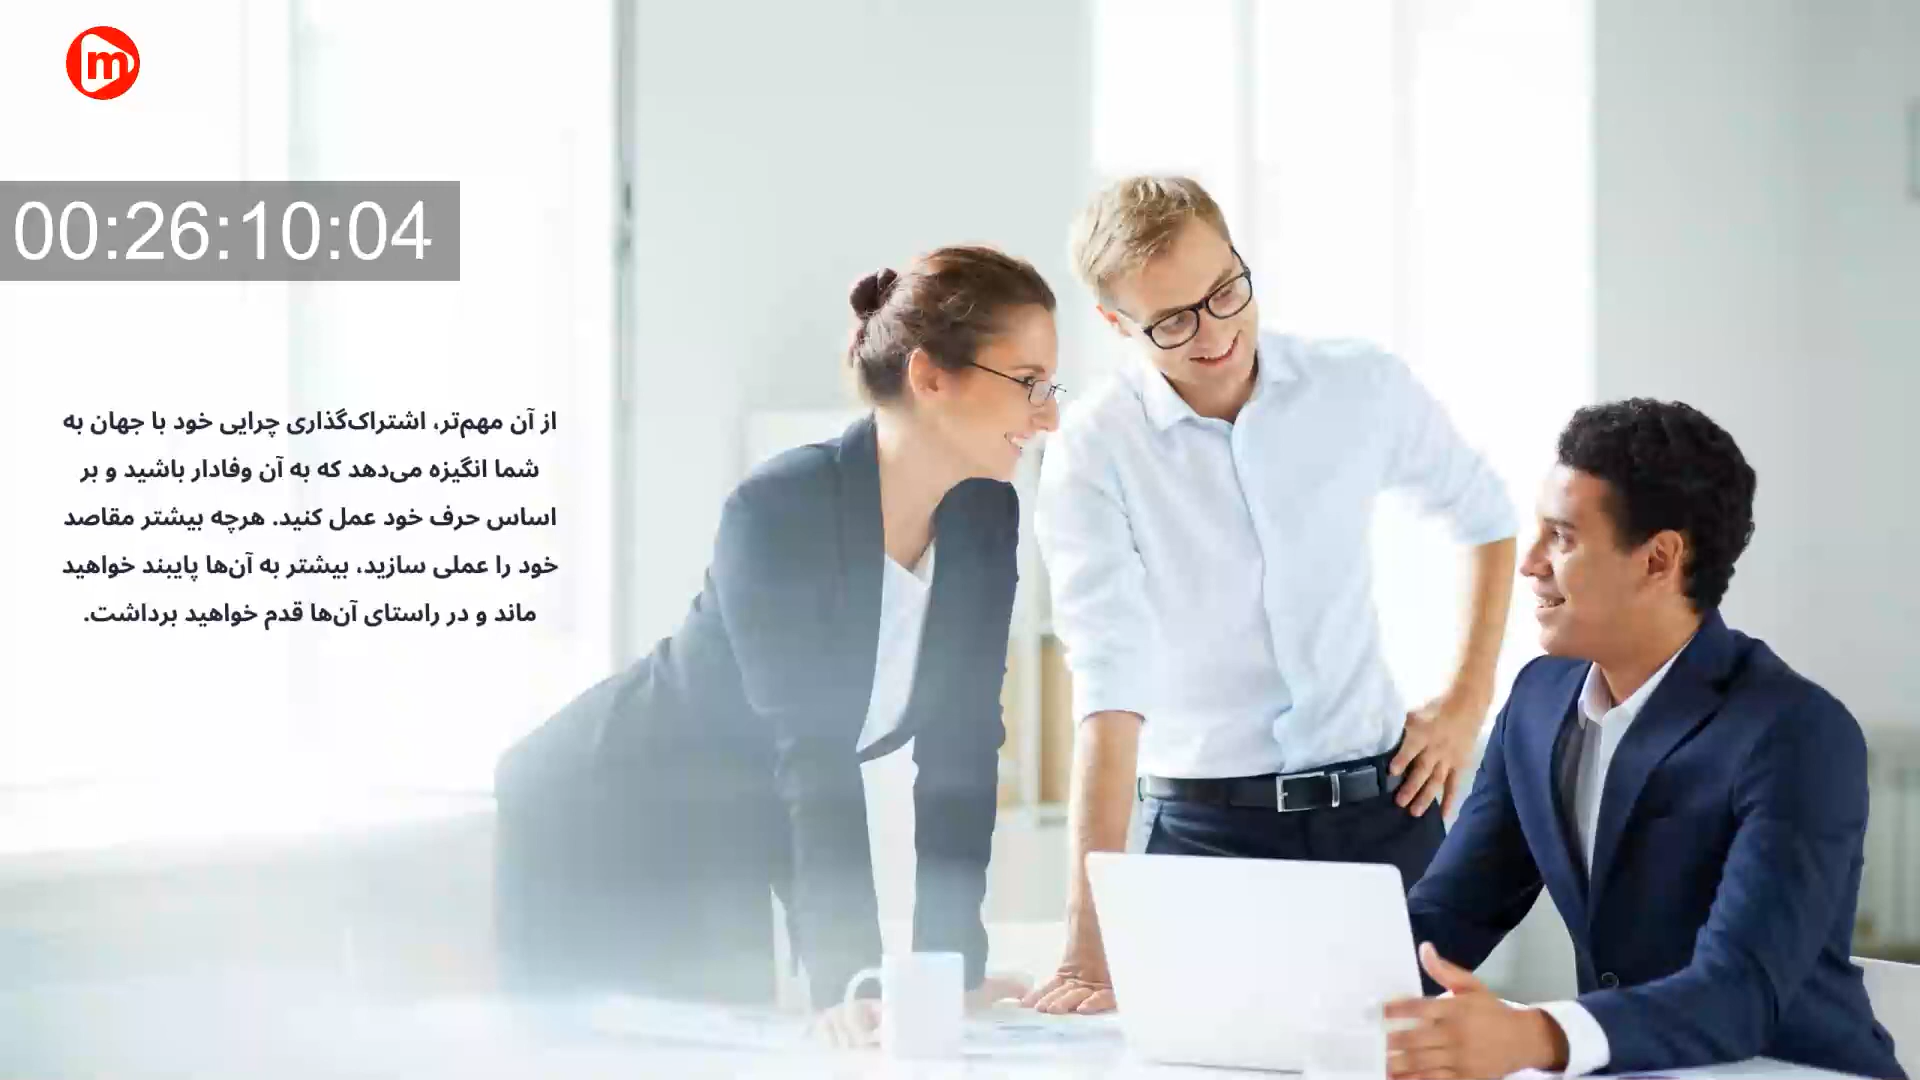 m
00:26:10:04
از آن مهم‌تر، اشتراک‌گذاری چرایی خود با جهان به
شما انگیزه می‌دهد که به آن وفادار باشید و بر
اساس حرف خود عمل کنید. هرچه بیشتر مقاصد
خود را عملی سازید، بیشتر به آن‌ها پایبند خواهید
ماند و در راستای آن‌ها قدم خواهید برداشت.